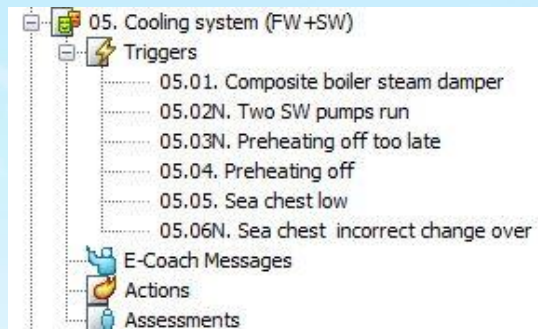 05. Cooling system (FW+SW)
Triggers
05.01. Composite boiler steam damper
05.02N. Two SW pumps run
05.03N. Preheating off too late
05.04. Preheating off
05.05. Sea chest low
05.06N. Sea chest incorrect change over
E-Coach Messages
Actions
Assessments